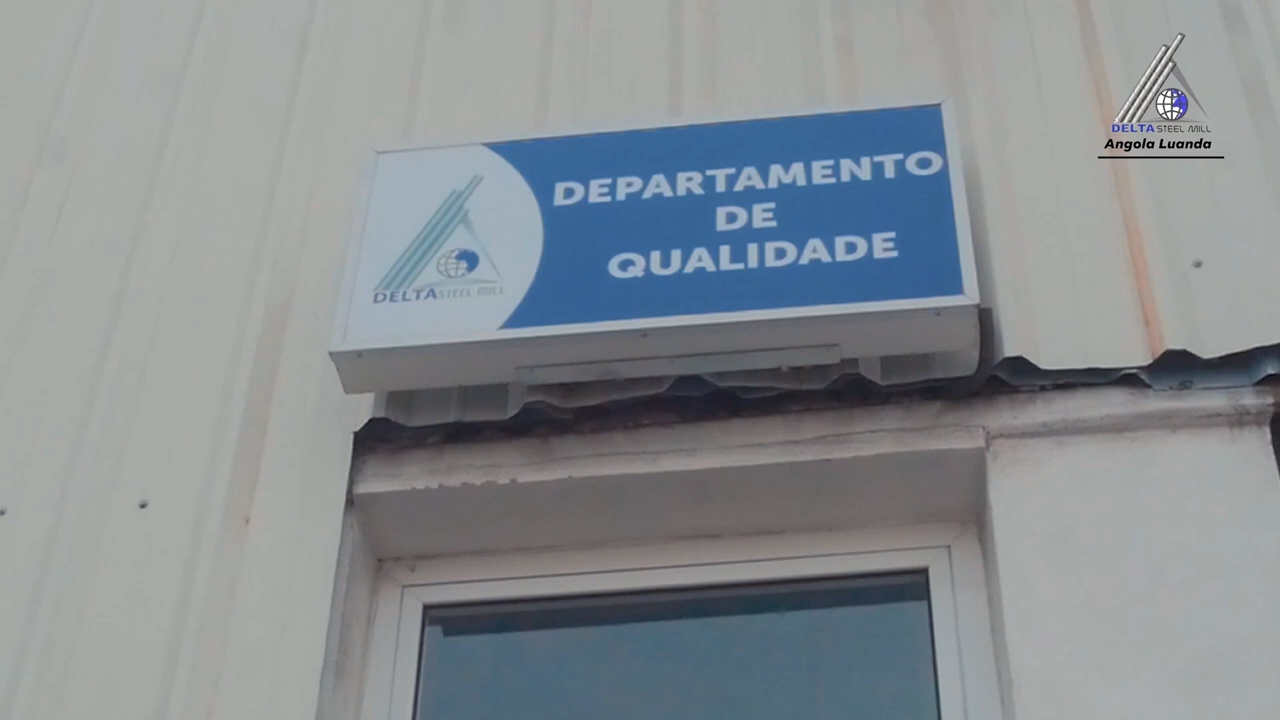 DEPARTAMENTO
DE
QUALIDADE
DELTA STEEL MILL
DELTA STEEL MILL
Angola Luanda